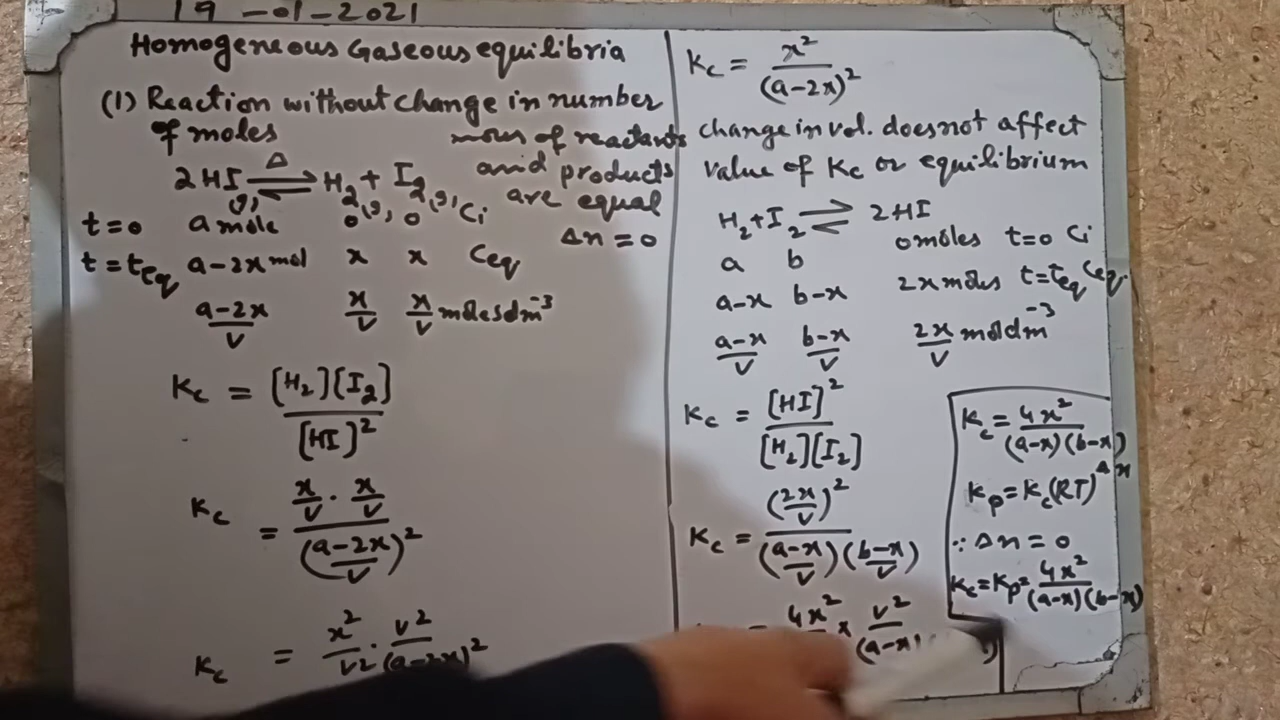 19-01-2021
Homogeneous Gaseous equilibria
(1) Reaction without change in number
of moles
moles of reactants
and products
are equal
Δn = 0
2HI(g) ⇌ H2(g) + I2(g)
Δ
t=0 a mole 0 0 Ci
t=teq a-2x mol x x Ceq
(a-2x)/V x/V x/V moles dm⁻³
Kc = [H2][I2] / [HI]²
Kc = (x/V · x/V) / ((a-2x)/V)²
Kc = x²/V² · V²/(a-2x)²
Kc = x² / (a-2x)²
change in vol. does not affect
value of Kc or equilibrium
H2+I2 ⇌ 2HI
a b 0 moles t=0 Ci
a-x b-x 2x moles t=teq Ceq.
(a-x)/V (b-x)/V 2x/V mol dm⁻³
Kc = [HI]² / [H2][I2]
Kc = (2x/V)² / ((a-x)/V)((b-x)/V)
= 4x² × V²/(a-x)
Kc = 4x² / (a-x)(b-x)
Kp = Kc(RT)^Δn
∵ Δn = 0
Kc = Kp = 4x² / (a-x)(b-x)